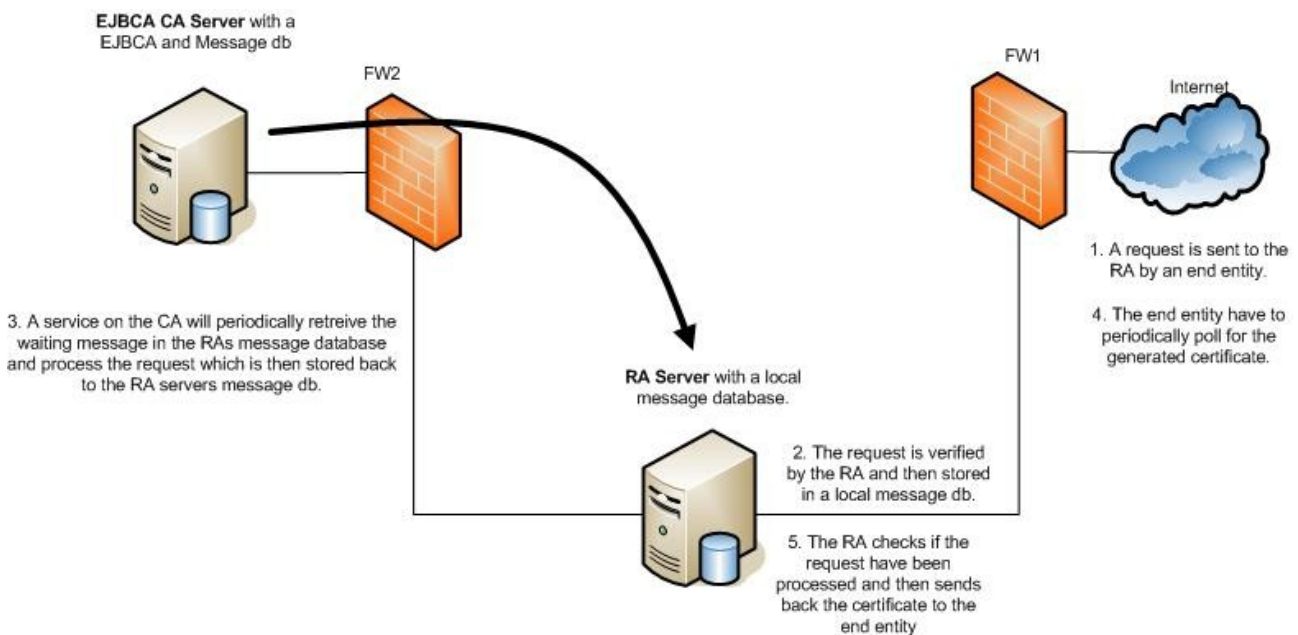 EJBCA CA Server with a
EJBCA and Message db
FW2
FW1
Internet
1. A request is sent to the
RA by an end entity.
4. The end entity have to
periodically poll for the
generated certificate.
3. A service on the CA will periodically retreive the
waiting message in the RAs message database
and process the request which is then stored back
to the RA servers message db.
RA Server with a local
message database.
2. The request is verified
by the RA and then stored
in a local message db.
5. The RA checks if the
request have been
processed and then sends
back the certificate to the
end entity